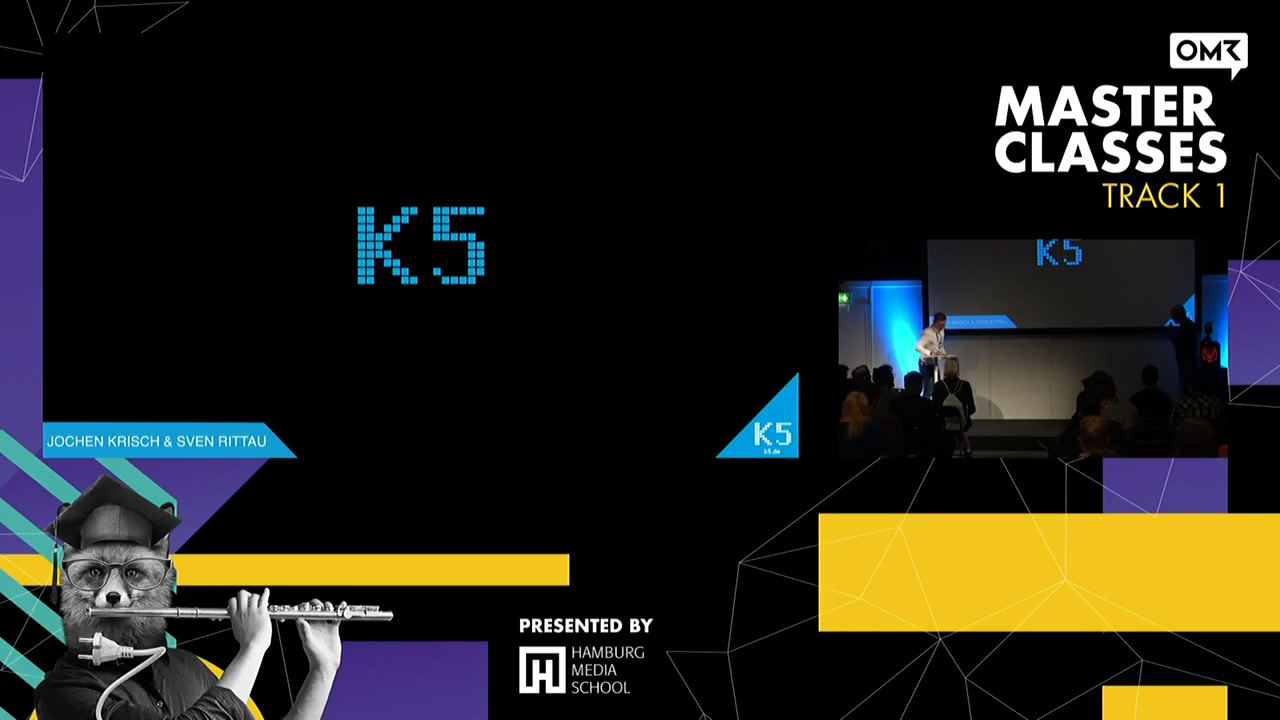 OMR
MASTER
CLASSES
TRACK 1
K5
K5
JOCHEN KRISCH & SVEN RITTAU
K5
k5.de
PRESENTED BY
HAMBURG
MEDIA
SCHOOL